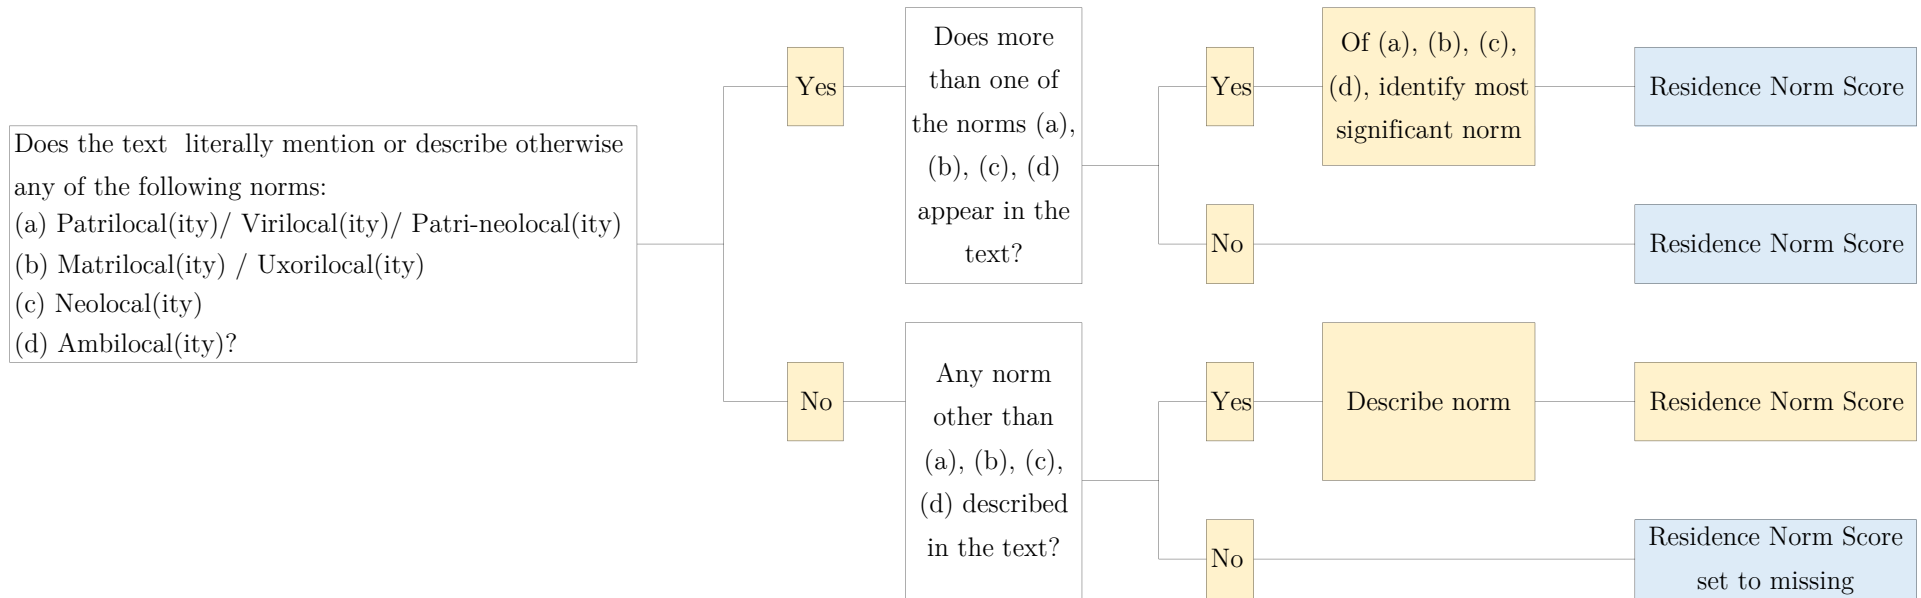 Does the text literally mention or describe otherwise
any of the following norms:
(a) Patrilocal(ity)/ Virilocal(ity)/ Patri-neolocal(ity)
(b) Matrilocal(ity) / Uxorilocal(ity)
(c) Neolocal(ity)
(d) Ambilocal(ity)?
Yes
Does more
than one of
the norms (a),
(b), (c), (d)
appear in the
text?
Yes
Of (a), (b), (c),
(d), identify most
significant norm
Residence Norm Score
No
Residence Norm Score
No
Any norm
other than
(a), (b), (c),
(d) described
in the text?
Yes
Describe norm
Residence Norm Score
No
Residence Norm Score
set to missing